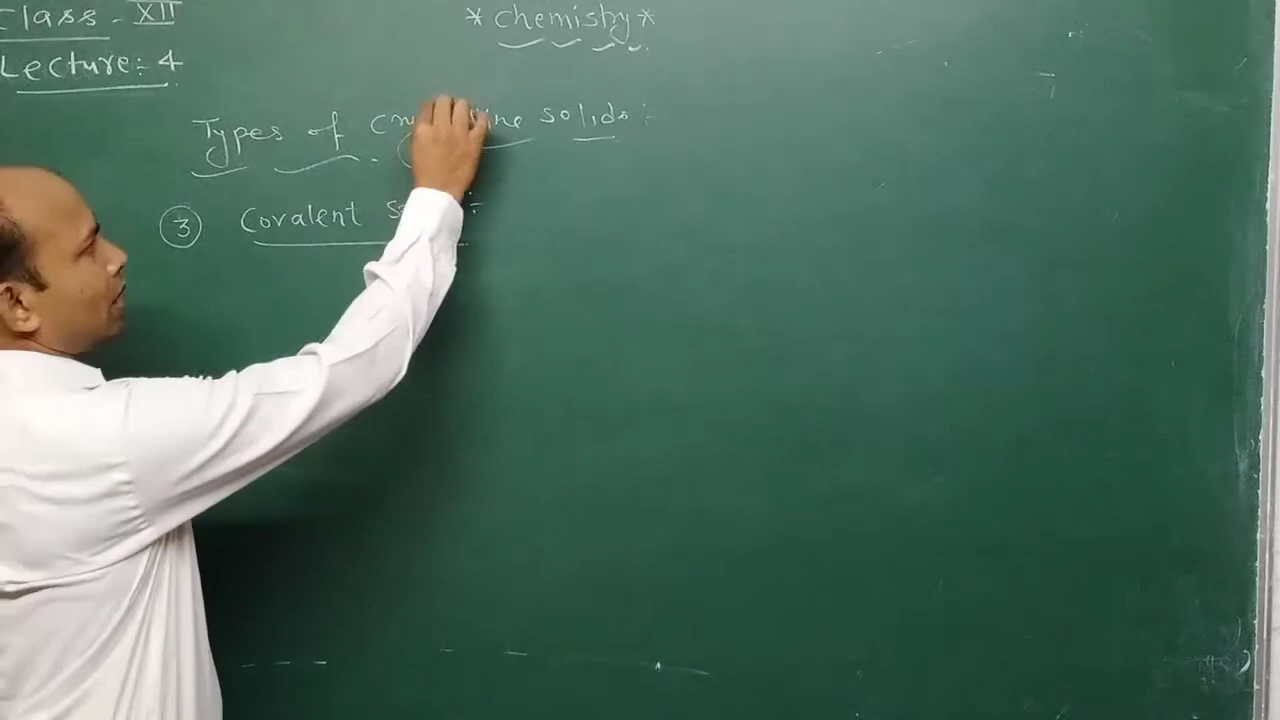 Class - XII
* Chemistry *
Lecture:- 4
Types of solids :-
③ Covalent